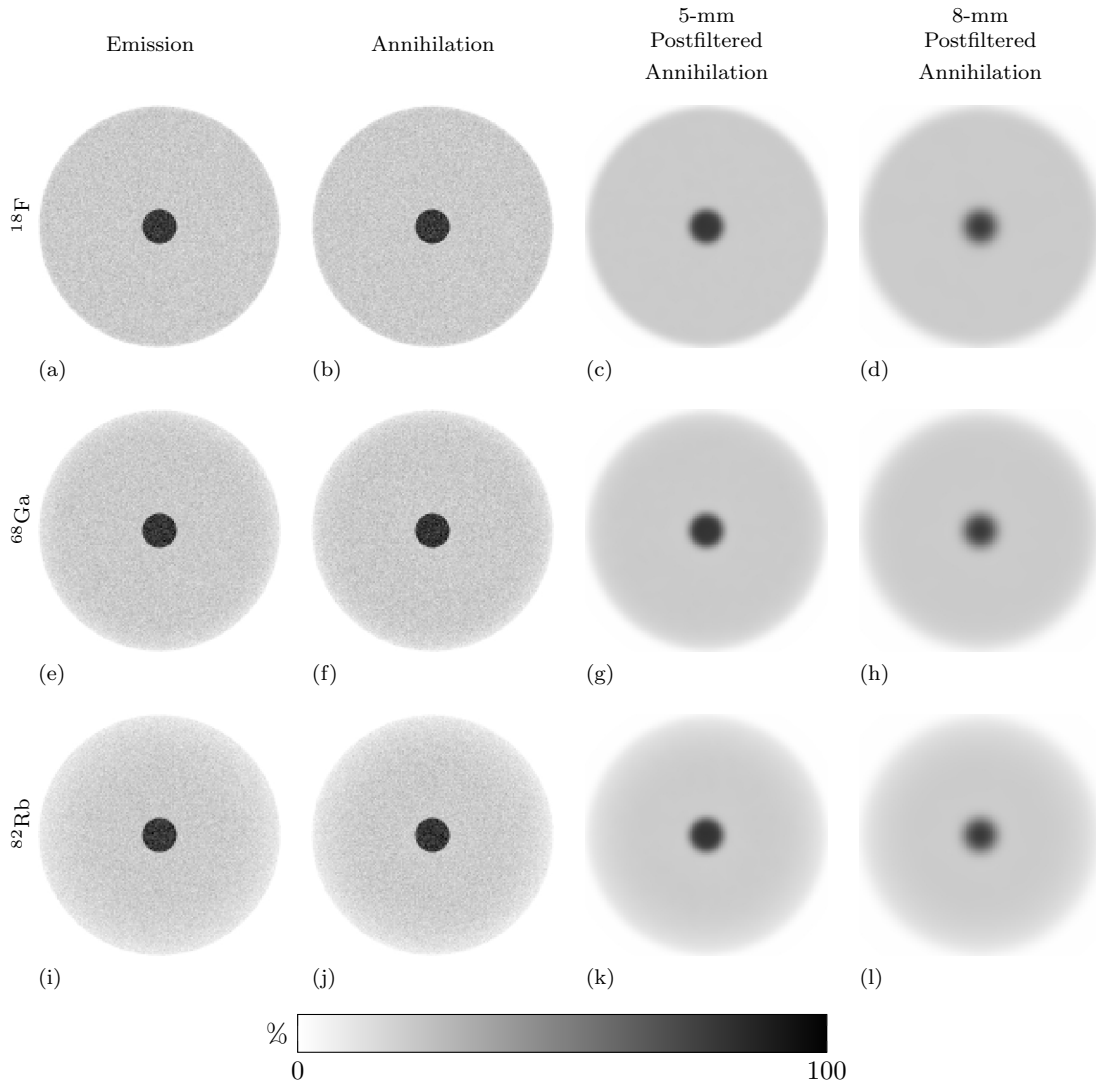 Emission
Annihilation
5-mm
Postfiltered
Annihilation
8-mm
Postfiltered
Annihilation
¹⁸F
(a)
(b)
(c)
(d)
⁶⁸Ga
(e)
(f)
(g)
(h)
⁸²Rb
(i)
(j)
(k)
(l)
%
0
100